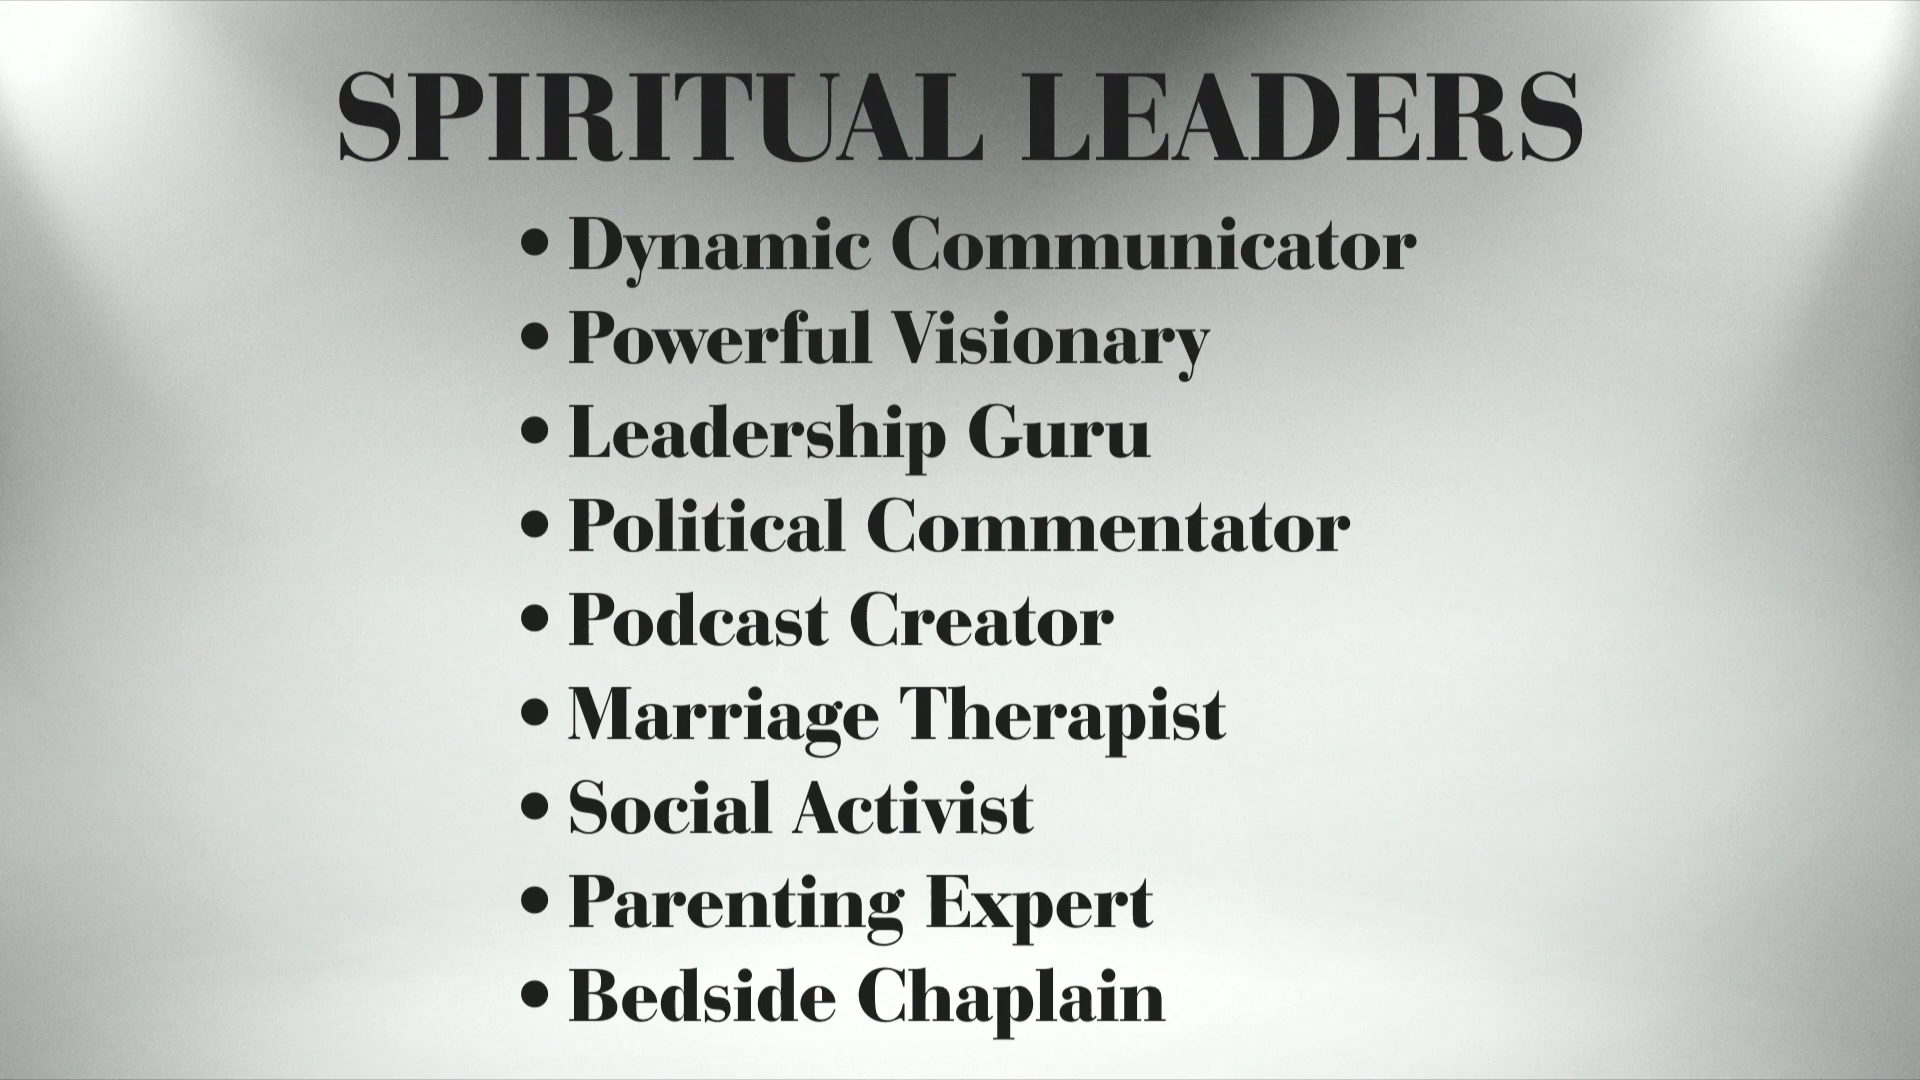 SPIRITUAL LEADERS
• Dynamic Communicator
• Powerful Visionary
• Leadership Guru
• Political Commentator
• Podcast Creator
• Marriage Therapist
• Social Activist
• Parenting Expert
• Bedside Chaplain